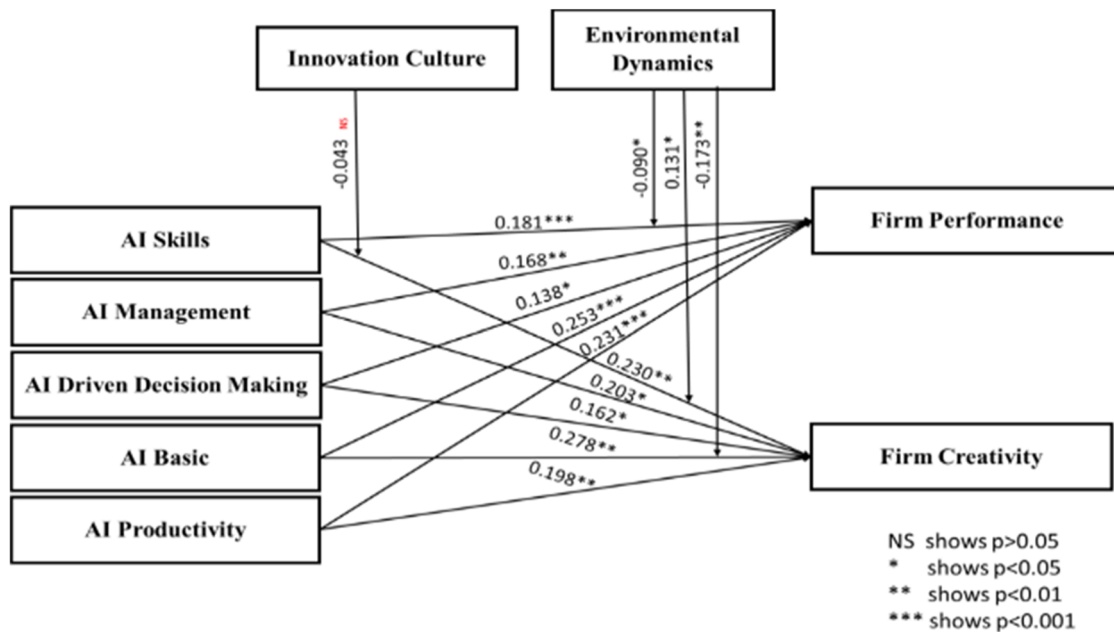 Innovation Culture
Environmental
Dynamics
-0.043 NS
-0.090*
0.131*
-0.173**
AI Skills
AI Management
AI Driven Decision Making
AI Basic
AI Productivity
0.181***
0.168**
0.138*
0.253***
0.231***
0.230**
0.203*
0.162*
0.278**
0.198**
Firm Performance
Firm Creativity
NS shows p>0.05
* shows p<0.05
** shows p<0.01
*** shows p<0.001